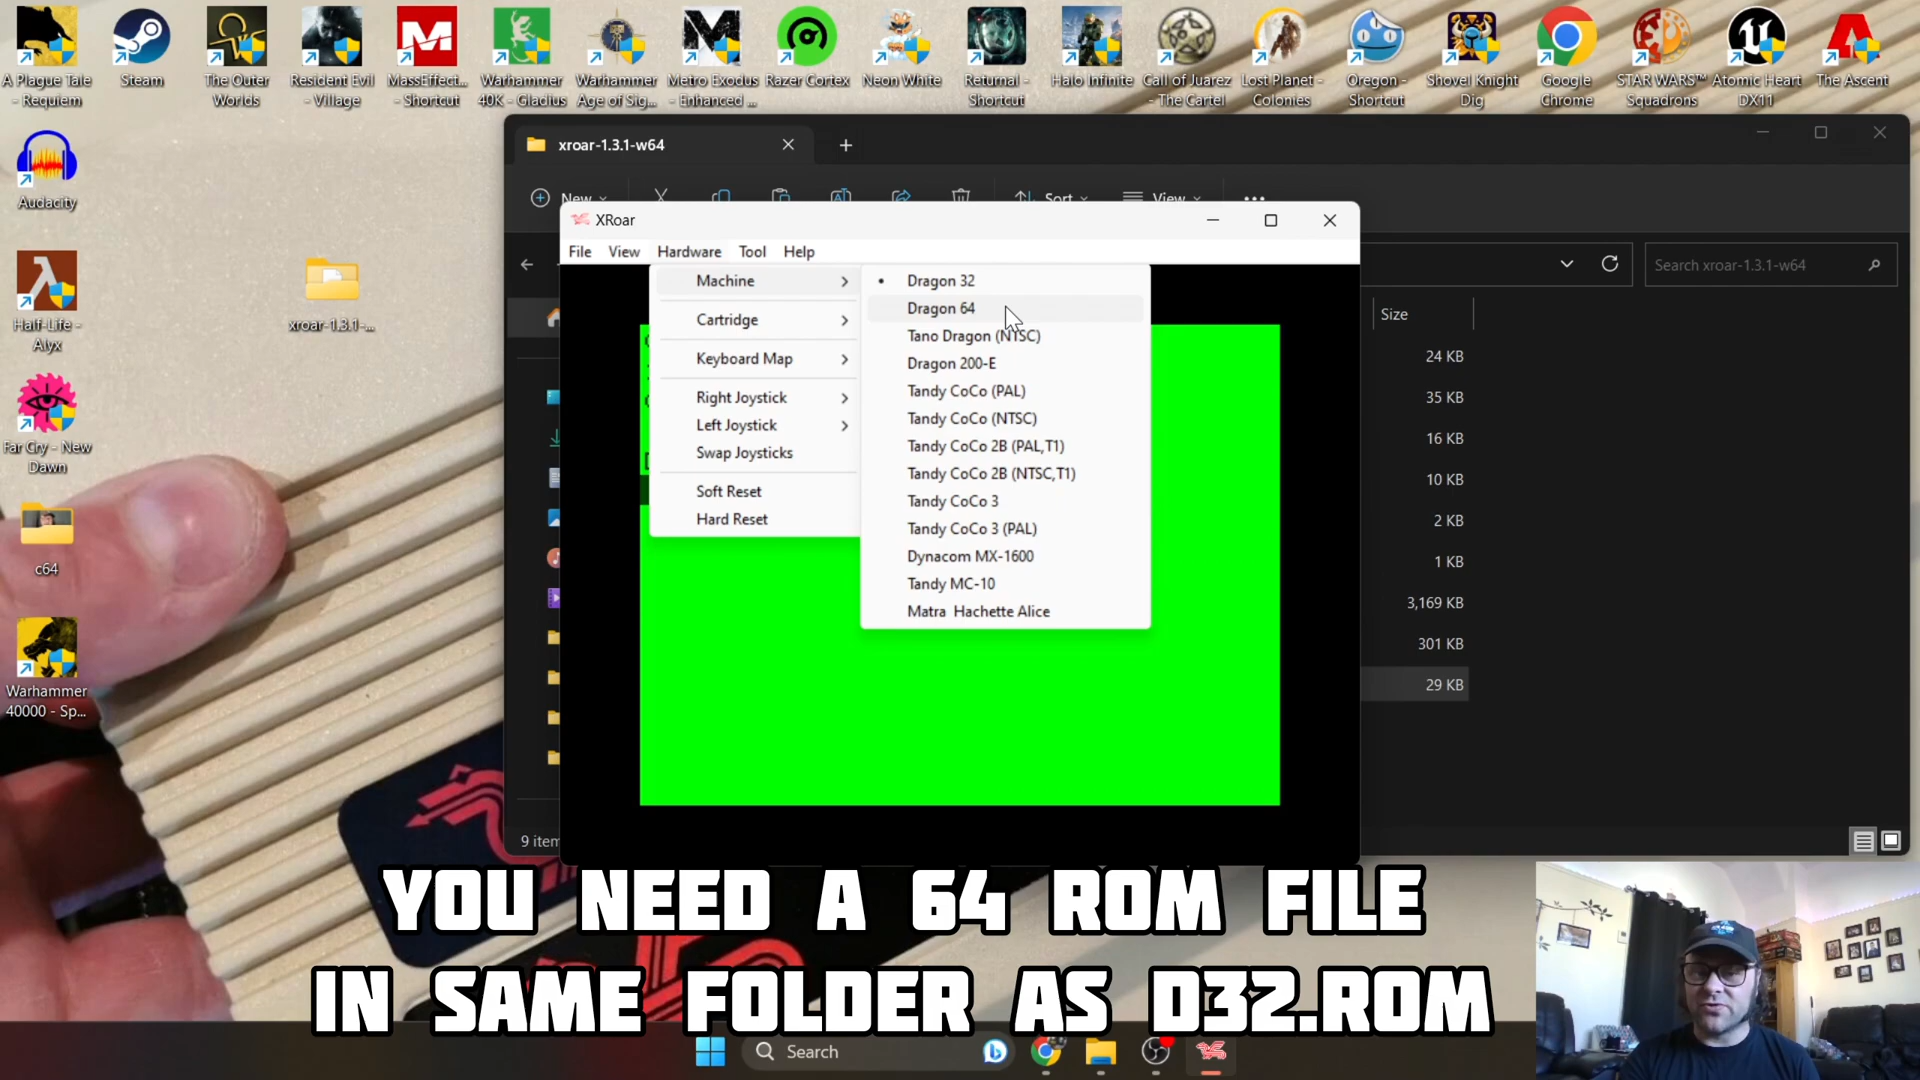 A Plague Tale - Requiem
Steam
The Outer Worlds
Resident Evil - Village
MassEffect... - Shortcut
Warhammer 40K - Gladius
Warhammer Age of Sig...
Metro Exodus - Enhanced ...
Razer Cortex
Neon White
Returnal - Shortcut
Halo Infinite
Call of Juarez - The Cartel
Lost Planet - Colonies
Oregon - Shortcut
Shovel Knight Dig
Google Chrome
STAR WARS™ Squadrons
Atomic Heart DX11
The Ascent
Audacity
Half-Life - Alyx
Far Cry - New Dawn
c64
Warhammer 40000 - Sp...
xroar-1.3.1-...
xroar-1.3.1-w64
New
Sort
View
Search xroar-1.3.1-w64
XRoar
File View Hardware Tool Help
Machine
Cartridge
Keyboard Map
Right Joystick
Left Joystick
Swap Joysticks
Soft Reset
Hard Reset
Dragon 32
Dragon 64
Tano Dragon (NTSC)
Dragon 200-E
Tandy CoCo (PAL)
Tandy CoCo (NTSC)
Tandy CoCo 2B (PAL,T1)
Tandy CoCo 2B (NTSC,T1)
Tandy CoCo 3
Tandy CoCo 3 (PAL)
Dynacom MX-1600
Tandy MC-10
Matra Hachette Alice
Size
24 KB
35 KB
16 KB
10 KB
2 KB
1 KB
3,169 KB
301 KB
29 KB
9 item
YOU NEED A 64 ROM FILE
IN SAME FOLDER AS D32.ROM
Search